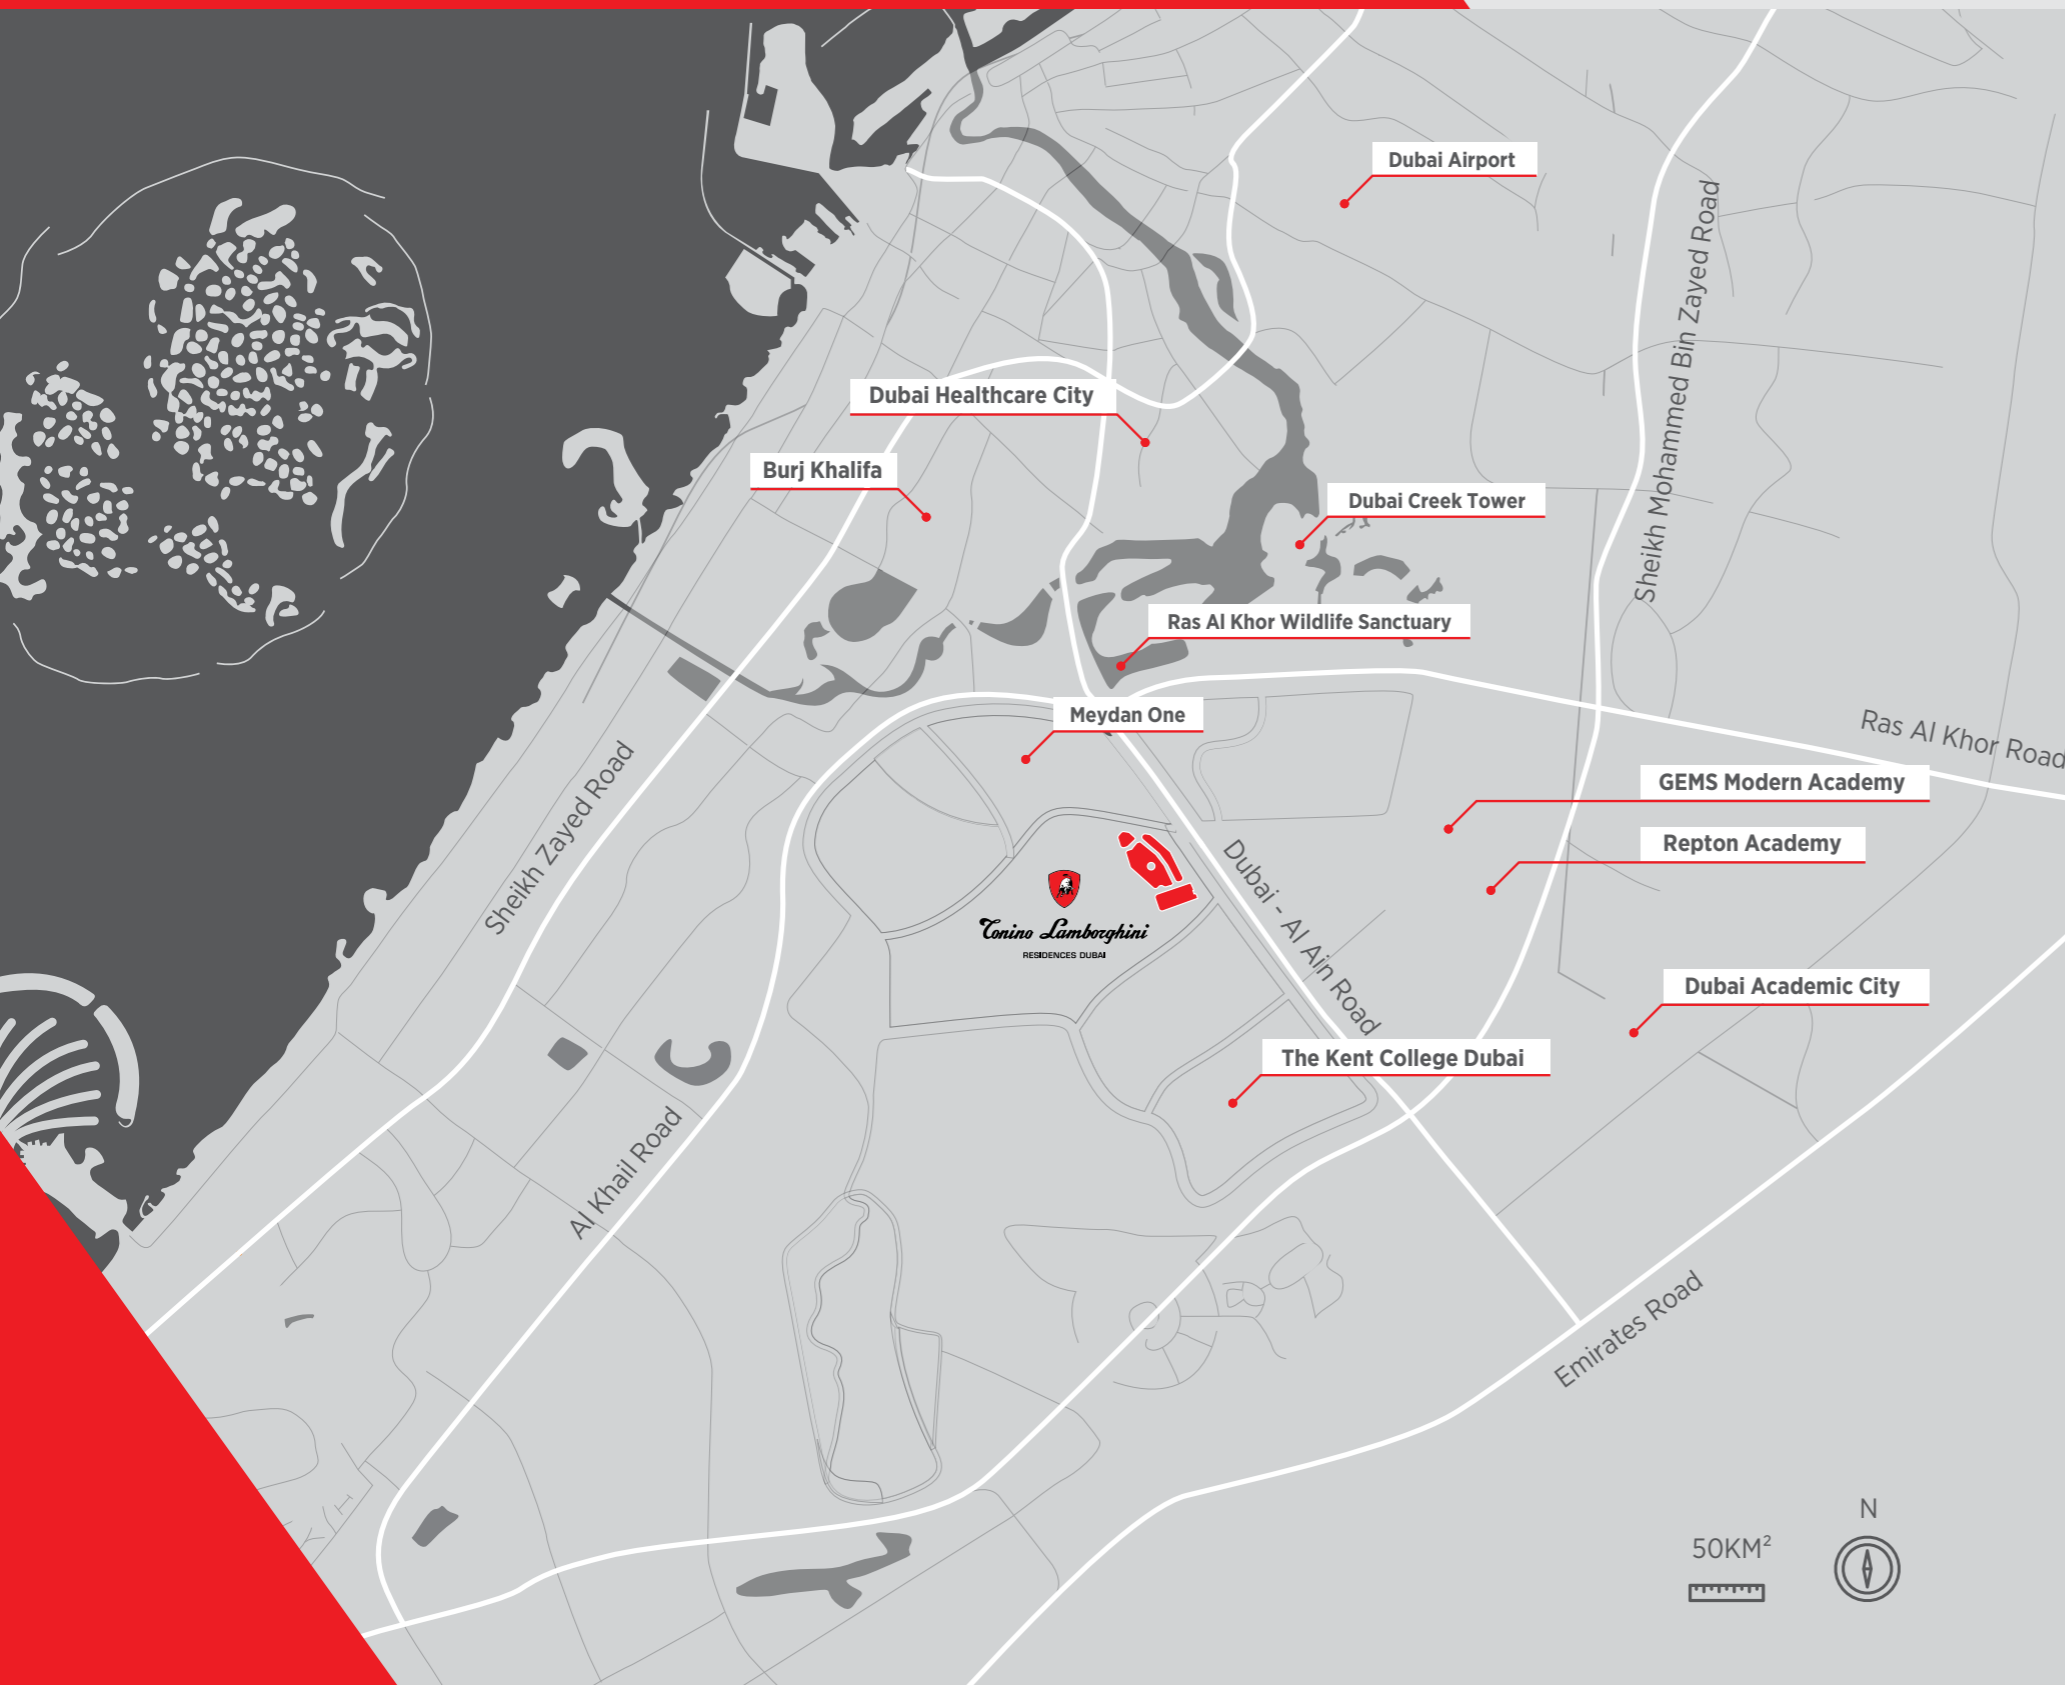 Dubai Airport
Sheikh Mohammed Bin Zayed Road
Dubai Healthcare City
Burj Khalifa
Dubai Creek Tower
Ras Al Khor Wildlife Sanctuary
Meydan One
Ras Al Khor Road
GEMS Modern Academy
Sheikh Zayed Road
Repton Academy
Dubai - Al Ain Road
Tonino Lamborghini
RESIDENCES DUBAI
Dubai Academic City
The Kent College Dubai
Al Khail Road
Emirates Road
N
50KM²